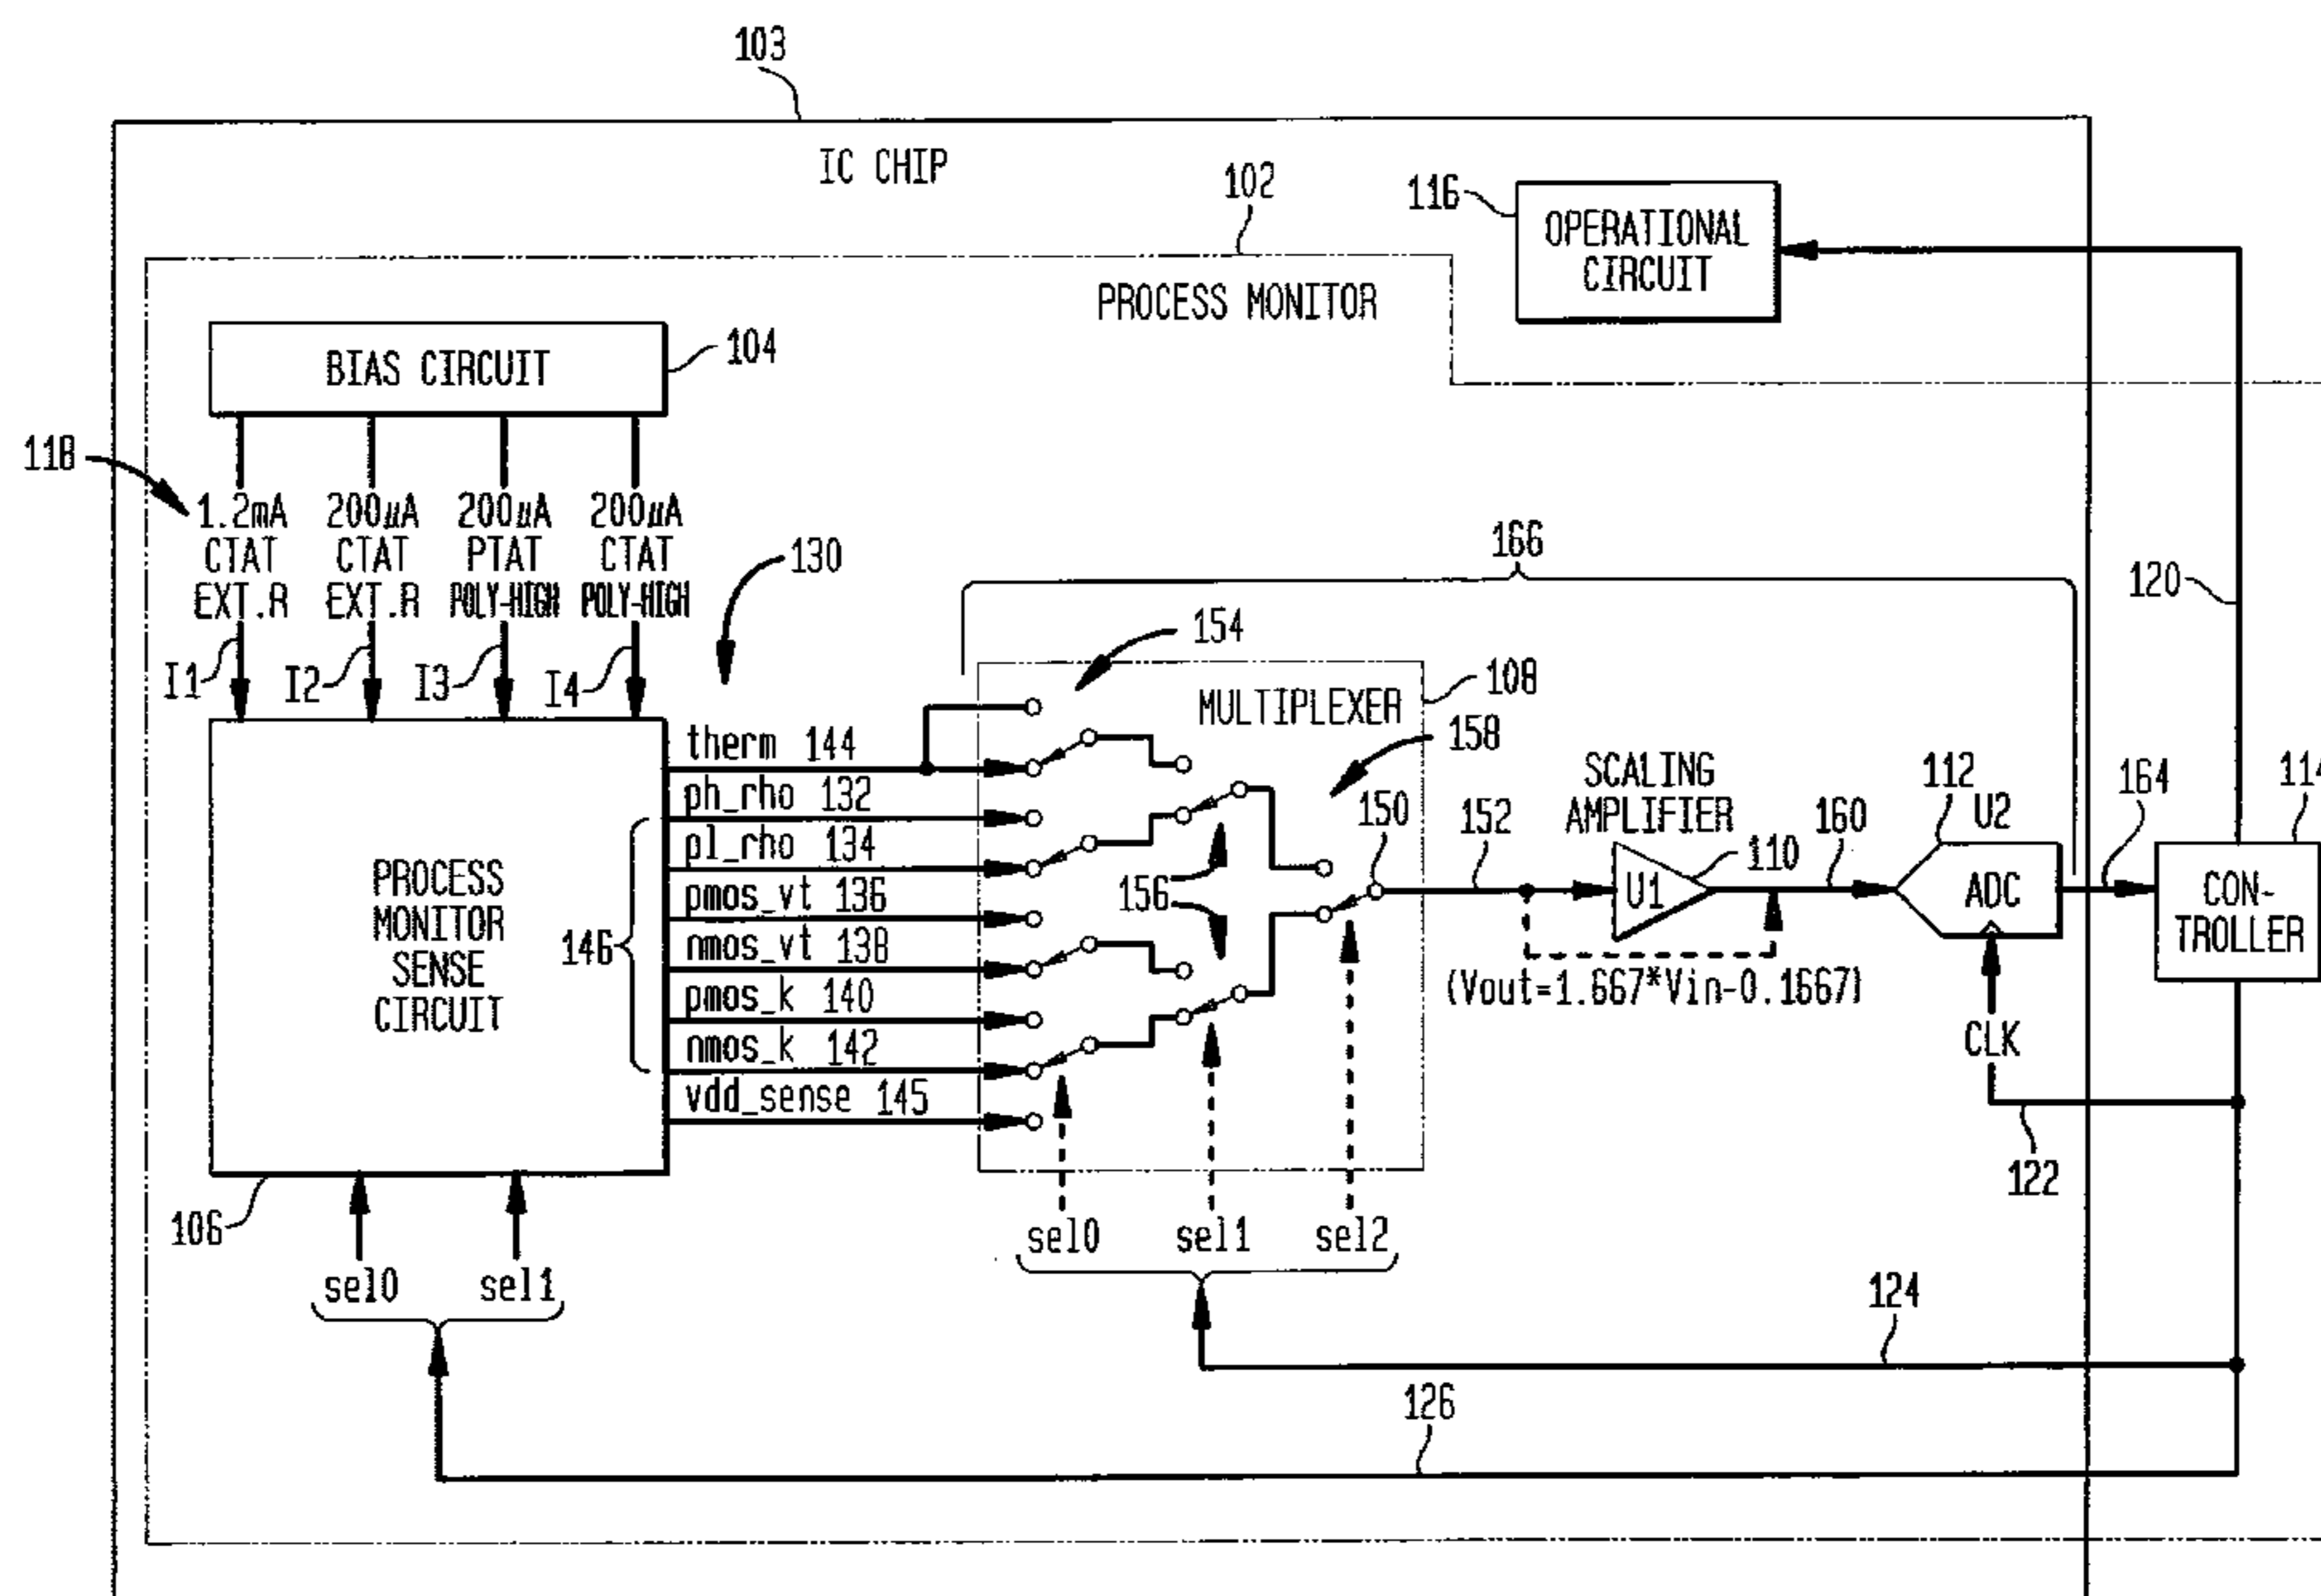 103
IC CHIP
102
116
OPERATIONAL
CIRCUIT
PROCESS MONITOR
BIAS CIRCUIT
104
118
1.2mA
CTAT
EXT.R
200µA
CTAT
EXT.R
200µA
PTAT
POLY-HIGH
200µA
CTAT
POLY-HIGH
130
166
120
I1
I2
I3
I4
154
MULTIPLEXER
108
158
therm 144
ph_rho 132
pl_rho 134
pmos_vt 136
nmos_vt 138
pmos_k 140
nmos_k 142
vdd_sense 145
146
156
150
152
SCALING
AMPLIFIER
110
U1
160
112
U2
ADC
164
114
CON-
TROLLER
(Vout=1.667*Vin-0.1667)
CLK
122
PROCESS
MONITOR
SENSE
CIRCUIT
106
sel0
sel1
sel0
sel1
sel2
124
126